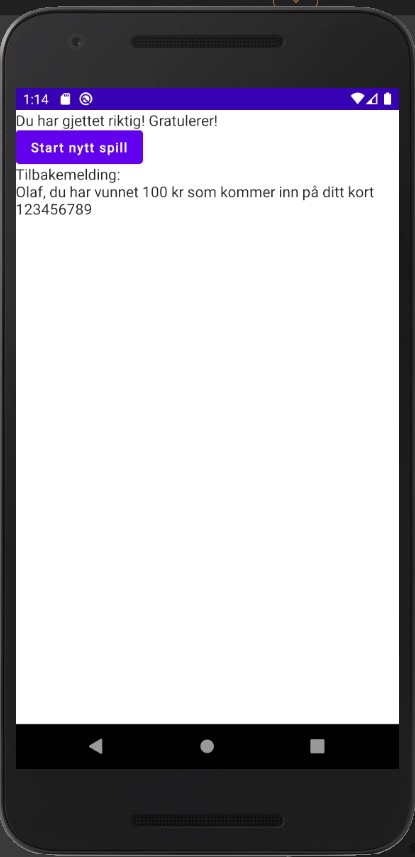 1:14
Du har gjettet riktig! Gratulerer!
Start nytt spill
Tilbakemelding:
Olaf, du har vunnet 100 kr som kommer inn på ditt kort
123456789